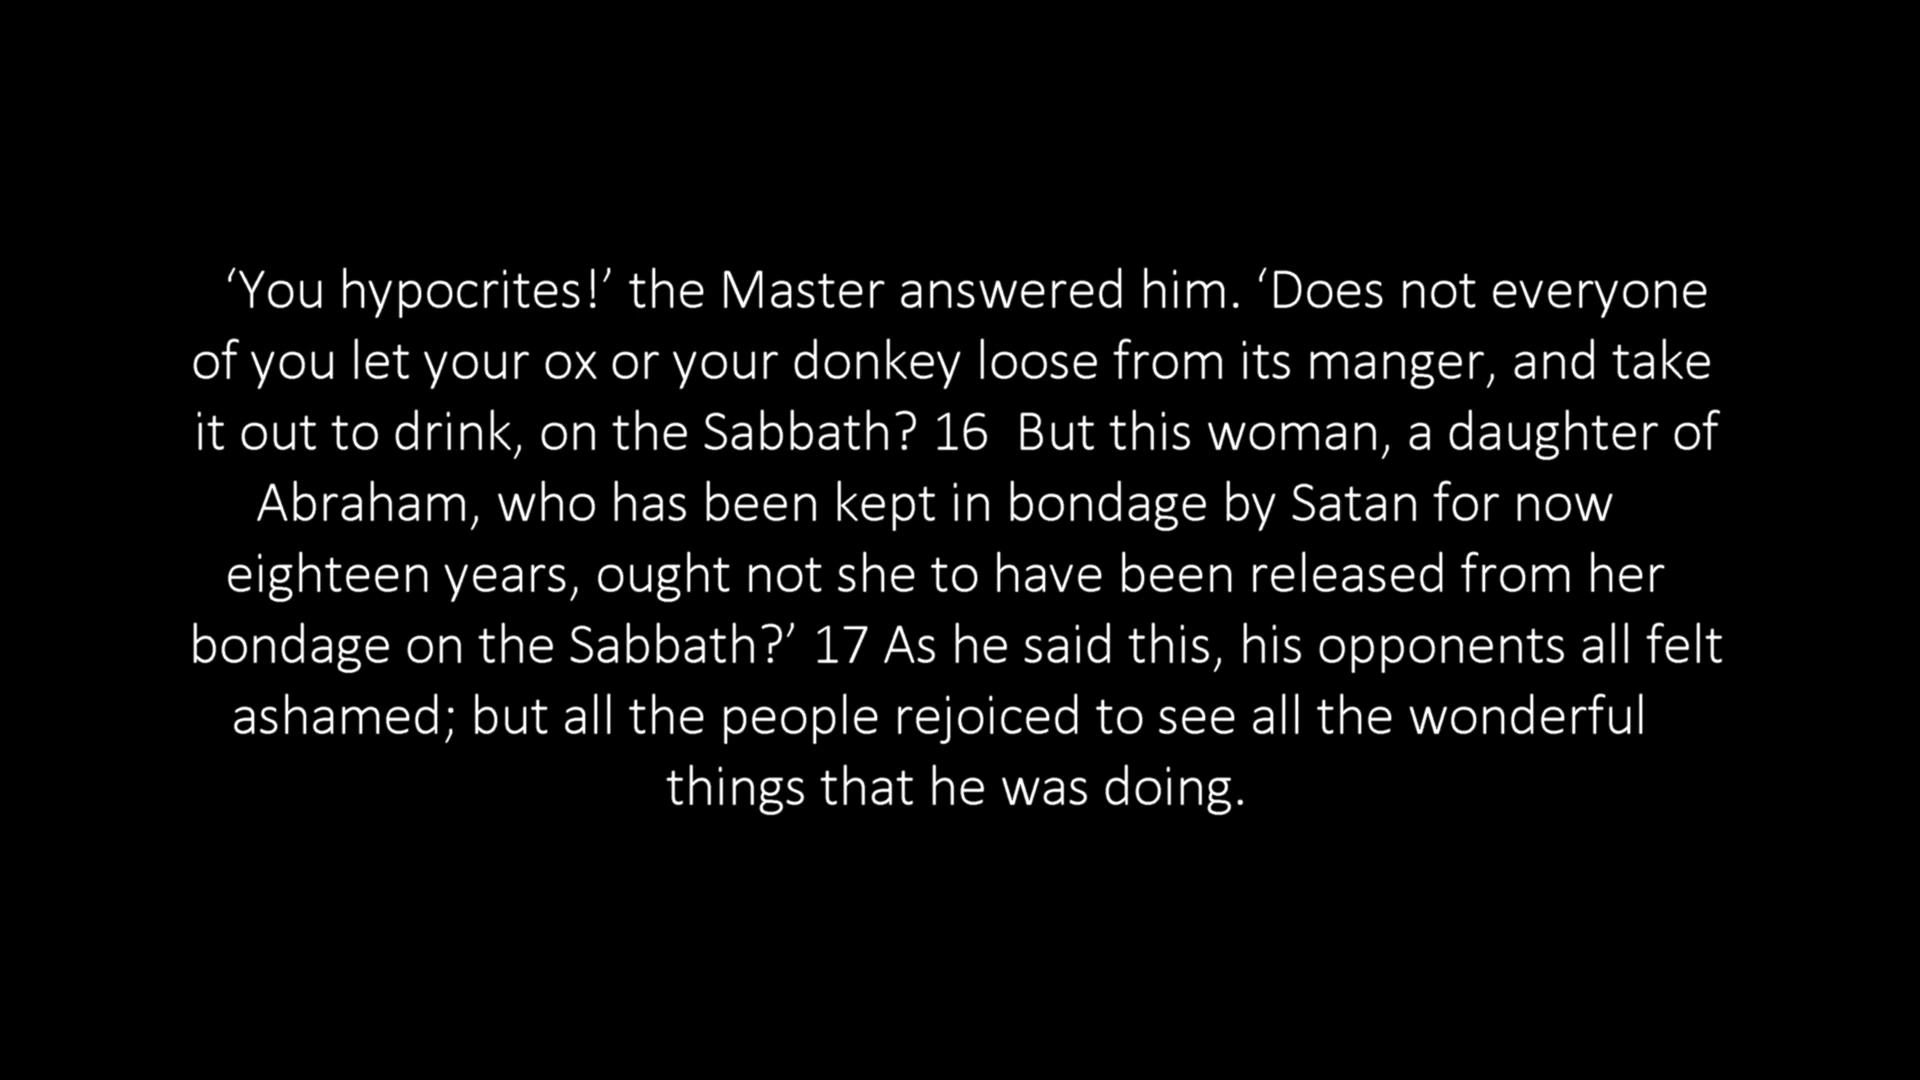 ‘You hypocrites!’ the Master answered him. ‘Does not everyone
of you let your ox or your donkey loose from its manger, and take
it out to drink, on the Sabbath? 16  But this woman, a daughter of
Abraham, who has been kept in bondage by Satan for now
eighteen years, ought not she to have been released from her
bondage on the Sabbath?’ 17 As he said this, his opponents all felt
ashamed; but all the people rejoiced to see all the wonderful
things that he was doing.